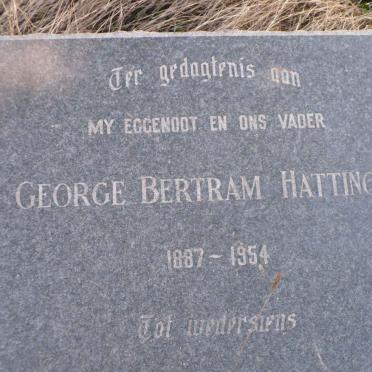 Ter gedagtenis aan
MY EGGENOOT EN ONS VADER
GEORGE BERTRAM HATTING
1887 - 1954
Tot wedersiens